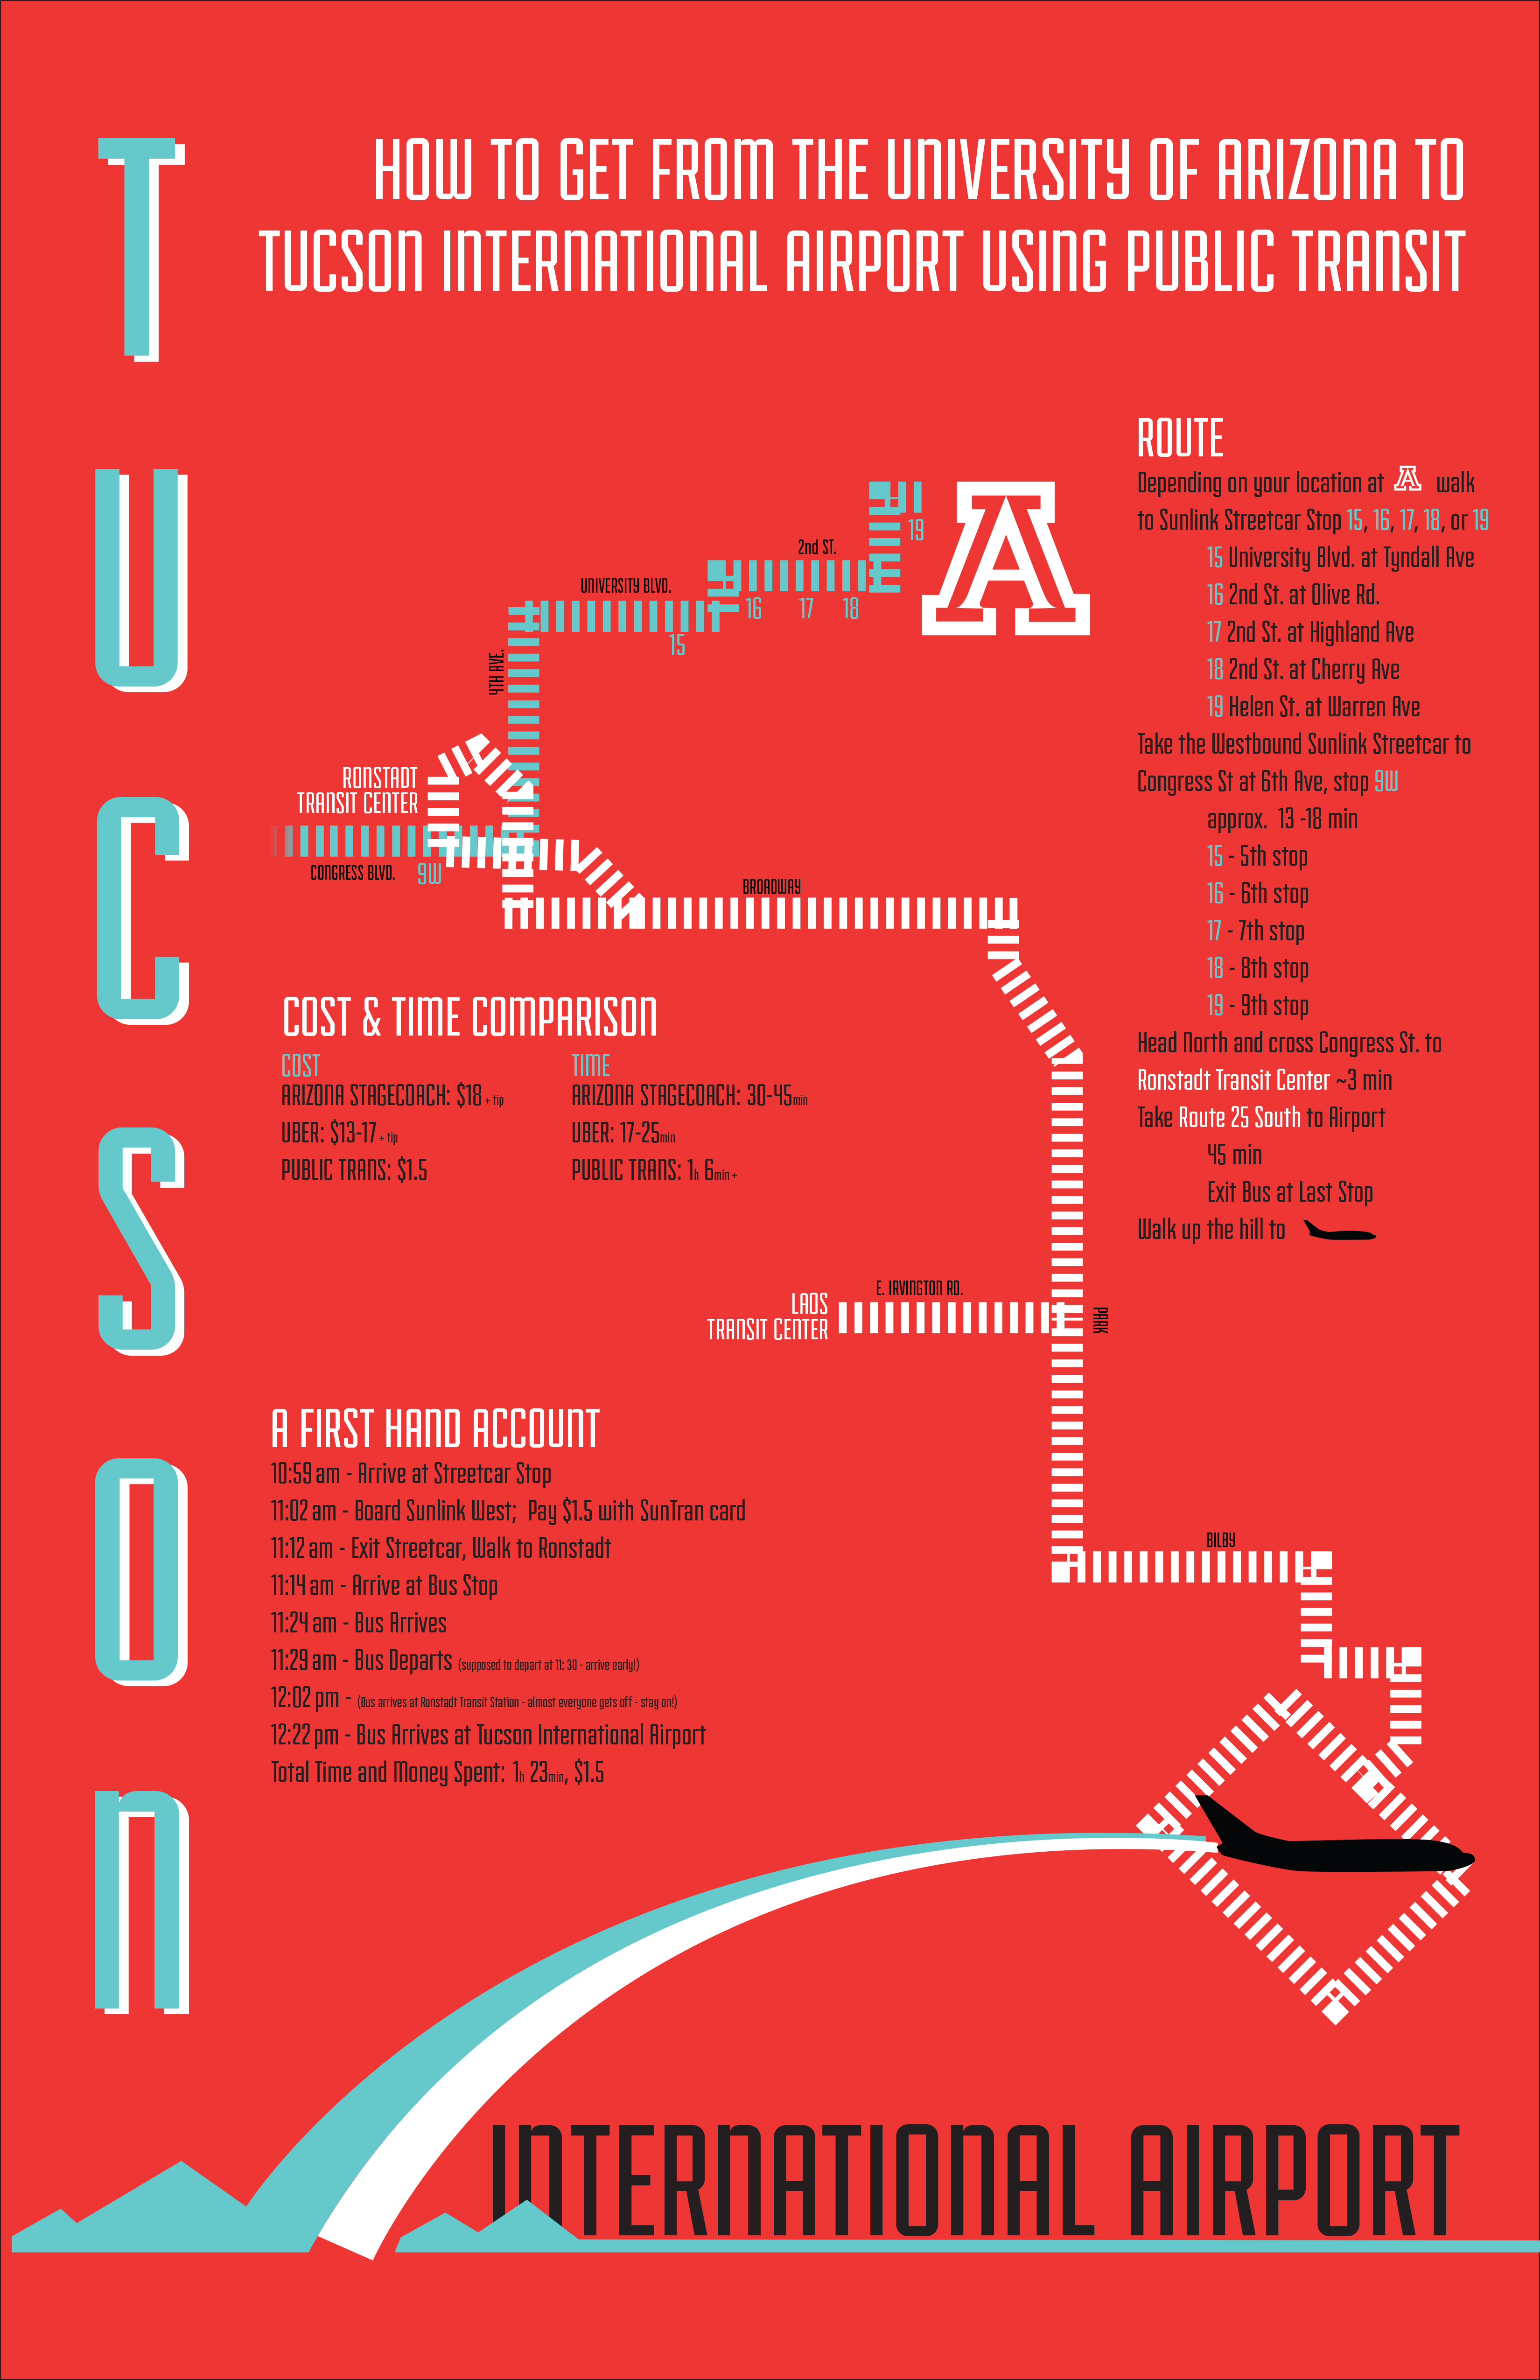 TUCSON
HOW TO GET FROM THE UNIVERSITY OF ARIZONA TO
TUCSON INTERNATIONAL AIRPORT USING PUBLIC TRANSIT
19
A
2nd ST.
UNIVERSITY BLVD.
16 17 18
15
4TH AVE.
RONSTADT
TRANSIT CENTER
CONGRESS BLVD.
9W
BROADWAY
ROUTE
Depending on your location at A walk
to Sunlink Streetcar Stop 15, 16, 17, 18, or 19
15 University Blvd. at Tyndall Ave
16 2nd St. at Olive Rd.
17 2nd St. at Highland Ave
18 2nd St. at Cherry Ave
19 Helen St. at Warren Ave
Take the Westbound Sunlink Streetcar to
Congress St at 6th Ave, stop 9W
approx. 13 -18 min
15 - 5th stop
16 - 6th stop
17 - 7th stop
18 - 8th stop
19 - 9th stop
Head North and cross Congress St. to
Ronstadt Transit Center ~3 min
Take Route 25 South to Airport
45 min
Exit Bus at Last Stop
Walk up the hill to
COST & TIME COMPARISON
COST
ARIZONA STAGECOACH: $18 + tip
UBER: $13-17 + tip
PUBLIC TRANS: $1.5
TIME
ARIZONA STAGECOACH: 30-45min
UBER: 17-25min
PUBLIC TRANS: 1h 6min +
E. IRVINGTON RD.
LAOS
TRANSIT CENTER
PARK
A FIRST HAND ACCOUNT
10:59 am - Arrive at Streetcar Stop
11:02 am - Board Sunlink West; Pay $1.5 with SunTran card
11:12 am - Exit Streetcar, Walk to Ronstadt
11:14 am - Arrive at Bus Stop
11:24 am - Bus Arrives
11:29 am - Bus Departs (supposed to depart at 11: 30 - arrive early!)
12:02 pm - (Bus arrives at Ronstadt Transit Station - almost everyone gets off - stay on!)
12:22 pm - Bus Arrives at Tucson International Airport
Total Time and Money Spent: 1h 23min, $1.5
BILBY
INTERNATIONAL AIRPORT